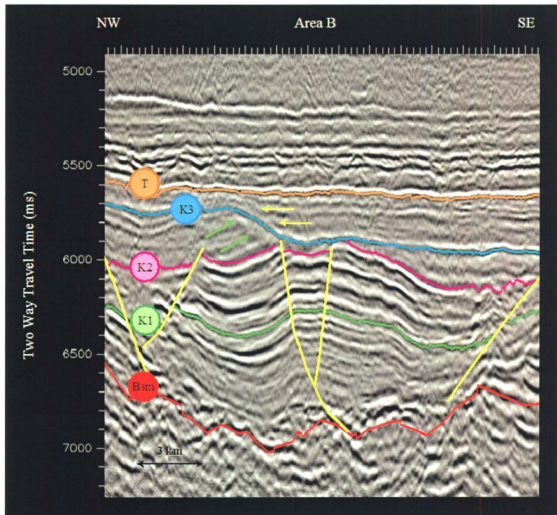 NW Area B SE
Two Way Travel Time (ms)
5000
5500
T
K3
6000
K2
K1
6500
Bsm
3 km
7000